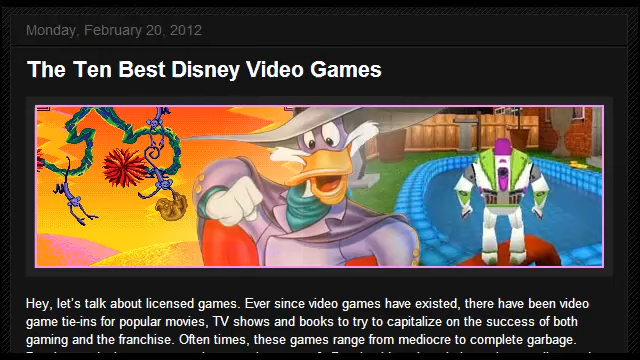 Monday, February 20, 2012
The Ten Best Disney Video Games
Hey, let's talk about licensed games. Ever since video games have existed, there have been video
game tie-ins for popular movies, TV shows and books to try to capitalize on the success of both
gaming and the franchise. Often times, these games range from mediocre to complete garbage.